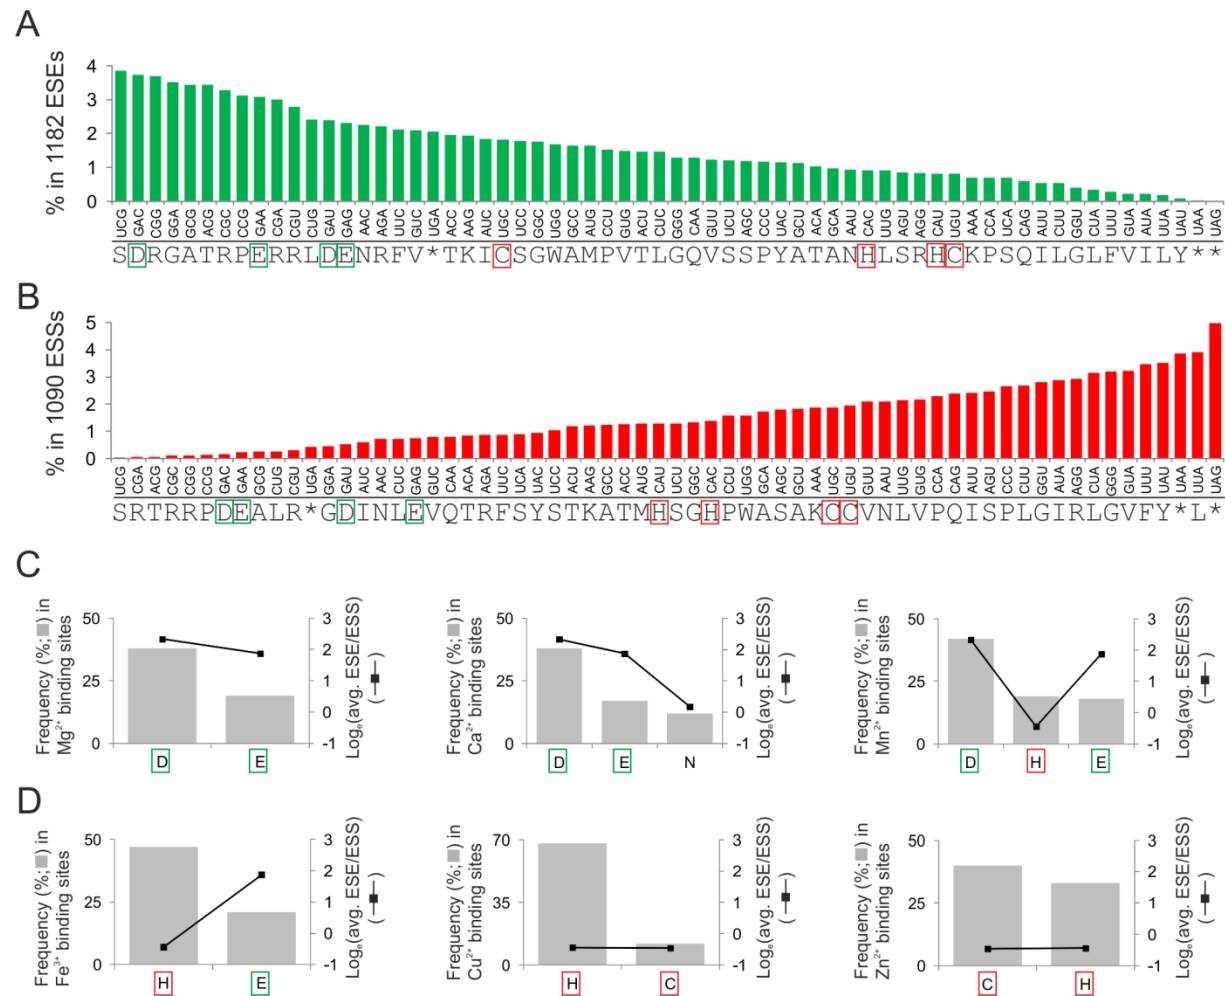 A
% in 1182 ESEs
4
3
2
1
0
UCG GAC CGG GGA GCG ACG CGC CCG GAA CGA CGU CUG GAU GAG AAC AGA UUC GUC UGA ACC AAG AUC UGC UCC GGC UGG GCC AUG CCU GUG ACU CUC GGG CAA GUU UCU AGC CCC UAC GCU ACA GCA AAU CAC UUG AGU AGG CAU UGU AAA CCA UCA CAG AUU CUU GGU CUA UUU GUA AUA UUA UAU UAA UAG
SDRGATRPERRLDENRFV*TKICSGWAMPVTLGQVSSPYATANHLSRHCKPSQILGLFVILY**
B
% in 1090 ESSs
5
4
3
2
1
0
UCG CGA ACG CGC CGG CCG GAC GAA GCG CUG CGU UGA GGA GAU AUC AAC CUC GAG GUC CAA ACA AGA UUC UCA UAC UCC ACU AAG GCC ACC AUG CAU UCU GGC CAC CCU UGG GCA AGC GCU AAA UGC UGU GUU AAU UUG GUG CCA CAG AUU AGU CCC CUU GGU AUA AGG CUA GGG GUA UUU UAU UAA UUA UAG
SRTRRPDEALR*GDINLEVQTRFSYSTKATMHSGHPWASAKCCVNLVPQISPLGIRLGVFY*L*
C
Frequency (%; ) in
Mg2+ binding sites
50
25
0
D E
3
2
1
0
-1
Loge(avg. ESE/ESS)
( )
Frequency (%; ) in
Ca2+ binding sites
50
25
0
D E N
3
2
1
0
-1
Loge(avg. ESE/ESS)
( )
Frequency (%; ) in
Mn2+ binding sites
50
25
0
D H E
3
2
1
0
-1
Loge(avg. ESE/ESS)
( )
D
Frequency (%; ) in
Fe3+ binding sites
50
25
0
H E
3
2
1
0
-1
Loge(avg. ESE/ESS)
( )
Frequency (%; ) in
Cu2+ binding sites
70
35
0
H C
3
2
1
0
-1
Loge(avg. ESE/ESS)
( )
Frequency (%; ) in
Zn2+ binding sites
50
25
0
C H
3
2
1
0
-1
Loge(avg. ESE/ESS)
( )